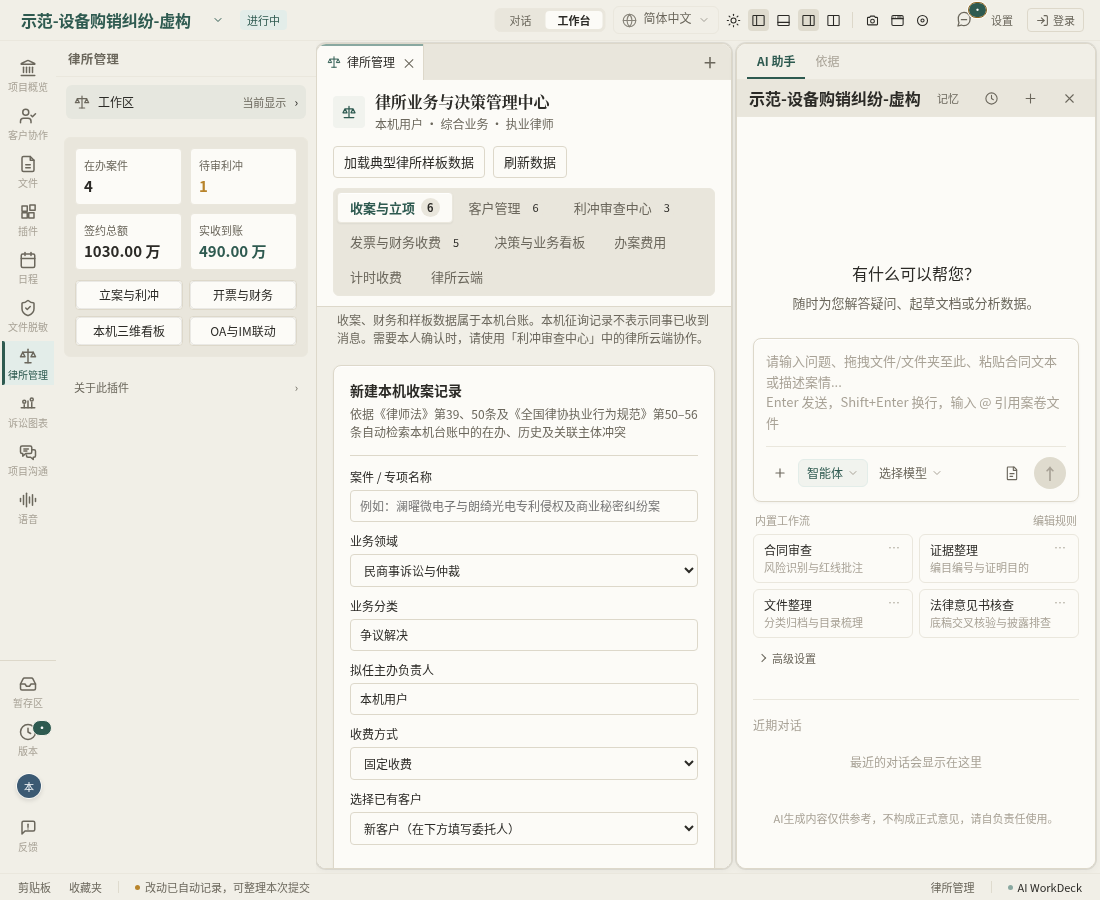 示范-设备购销纠纷-虚构
进行中
对话
工作台
简体中文
设置
登录
项目概览
客户协作
文件
插件
日程
文件脱敏
律所管理
诉讼图表
项目沟通
语音
暂存区
版本
本
反馈
律所管理
工作区
当前显示
在办案件
4
待审利冲
1
签约总额
1030.00 万
实收到账
490.00 万
立案与利冲
开票与财务
本机三维看板
OA与IM联动
关于此插件
律所管理
律所业务与决策管理中心
本机用户 • 综合业务 • 执业律师
加载典型律所样板数据
刷新数据
收案与立项 6
客户管理 6
利冲审查中心 3
发票与财务收费 5
决策与业务看板
办案费用
计时收费
律所云端
收案、财务和样板数据属于本机台账。本机征询记录不表示同事已收到
消息。需要本人确认时，请使用「利冲审查中心」中的律所云端协作。
新建本机收案记录
依据《律师法》第39、50条及《全国律协执业行为规范》第50–56
条自动检索本机台账中的在办、历史及关联主体冲突
案件 / 专项名称
例如：澜曜微电子与朗绮光电专利侵权及商业秘密纠纷案
业务领域
民商事诉讼与仲裁
业务分类
争议解决
拟任主办负责人
本机用户
收费方式
固定收费
选择已有客户
新客户（在下方填写委托人）
AI 助手
依据
示范-设备购销纠纷-虚构
记忆
有什么可以帮您？
随时为您解答疑问、起草文档或分析数据。
请输入问题、拖拽文件/文件夹至此、粘贴合同文本
或描述案情...
Enter 发送，Shift+Enter 换行，输入 @ 引用案卷文
件
智能体
选择模型
内置工作流
编辑规则
合同审查
风险识别与红线批注
证据整理
编目编号与证明目的
文件整理
分类归档与目录梳理
法律意见书核查
底稿交叉核验与披露排查
高级设置
近期对话
最近的对话会显示在这里
AI生成内容仅供参考，不构成正式意见，请自负责任使用。
剪贴板
收藏夹
改动已自动记录，可整理本次提交
律所管理
AI WorkDeck